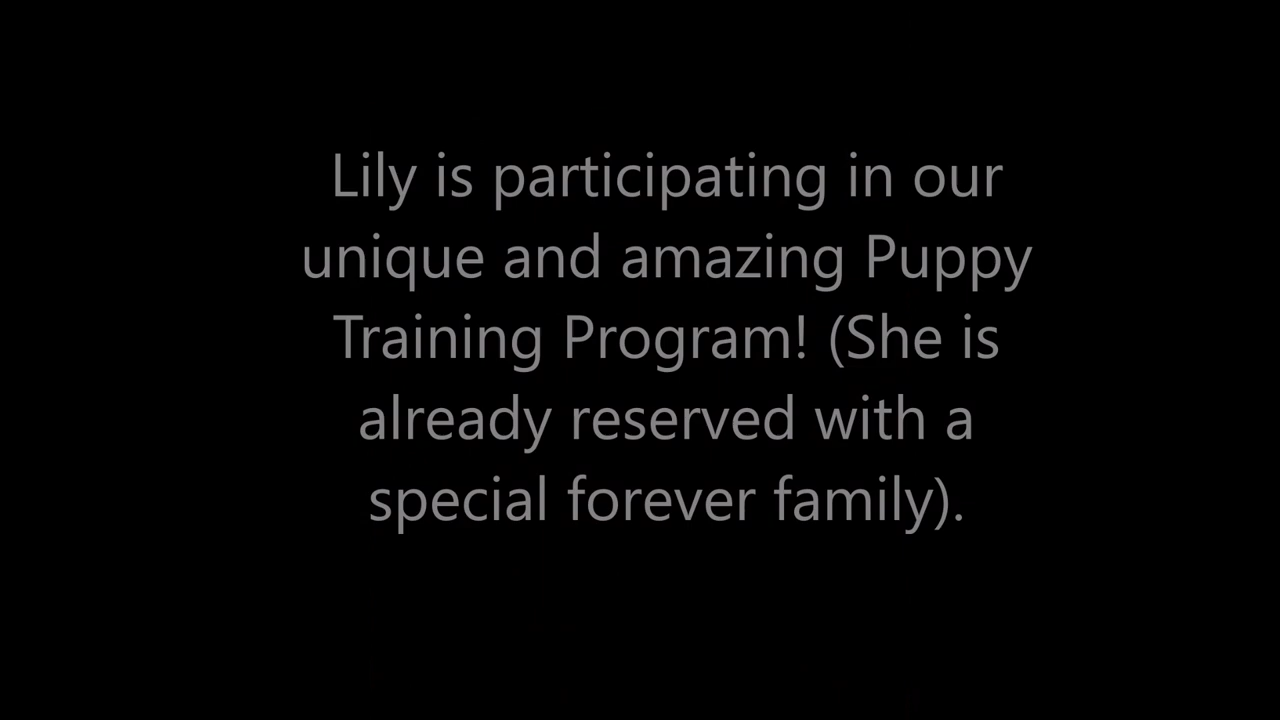 Lily is participating in our
unique and amazing Puppy
Training Program! (She is
already reserved with a
special forever family).